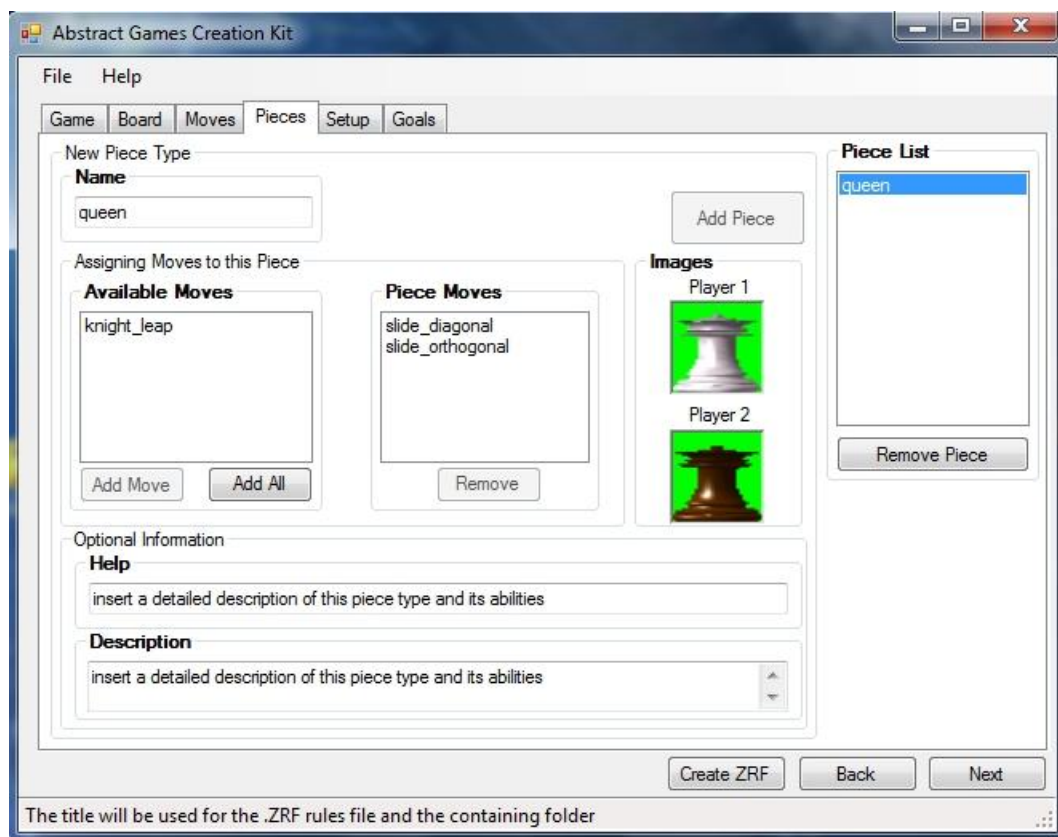 Abstract Games Creation Kit
File Help
Game Board Moves Pieces Setup Goals
New Piece Type
Name
queen
Add Piece
Assigning Moves to this Piece
Available Moves
knight_leap
Add Move Add All
Piece Moves
slide_diagonal
slide_orthogonal
Remove
Images
Player 1
Player 2
Optional Information
Help
insert a detailed description of this piece type and its abilities
Description
insert a detailed description of this piece type and its abilities
Piece List
queen
Remove Piece
Create ZRF Back Next
The title will be used for the .ZRF rules file and the containing folder